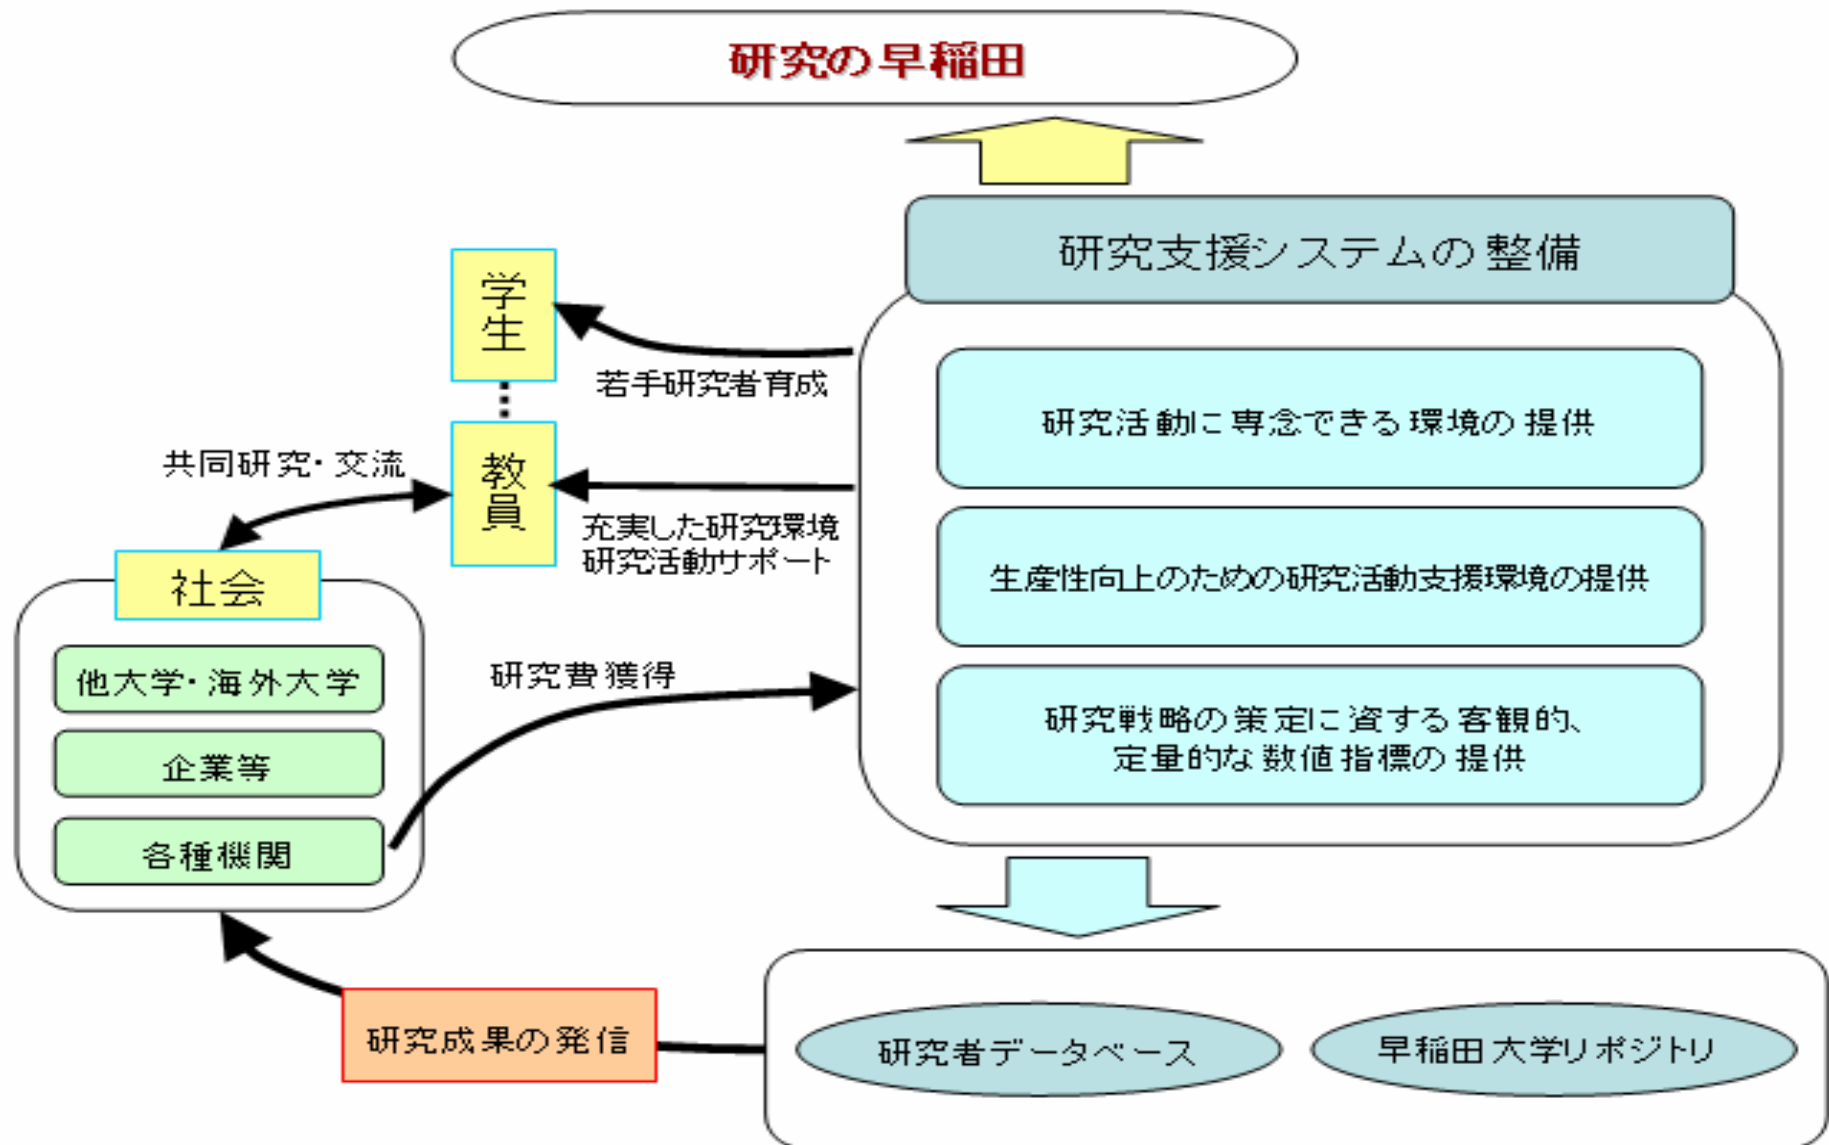 研究の早稲田
研究支援システムの整備
学生
若手研究者育成
研究活動に専念できる環境の提供
共同研究・交流
教員
充実した研究環境
研究活動サポート
生産性向上のための研究活動支援環境の提供
社会
他大学・海外大学
研究費獲得
研究戦略の策定に資する客観的、
定量的な数値指標の提供
企業等
各種機関
研究成果の発信
研究者データベース
早稲田大学リポジトリ